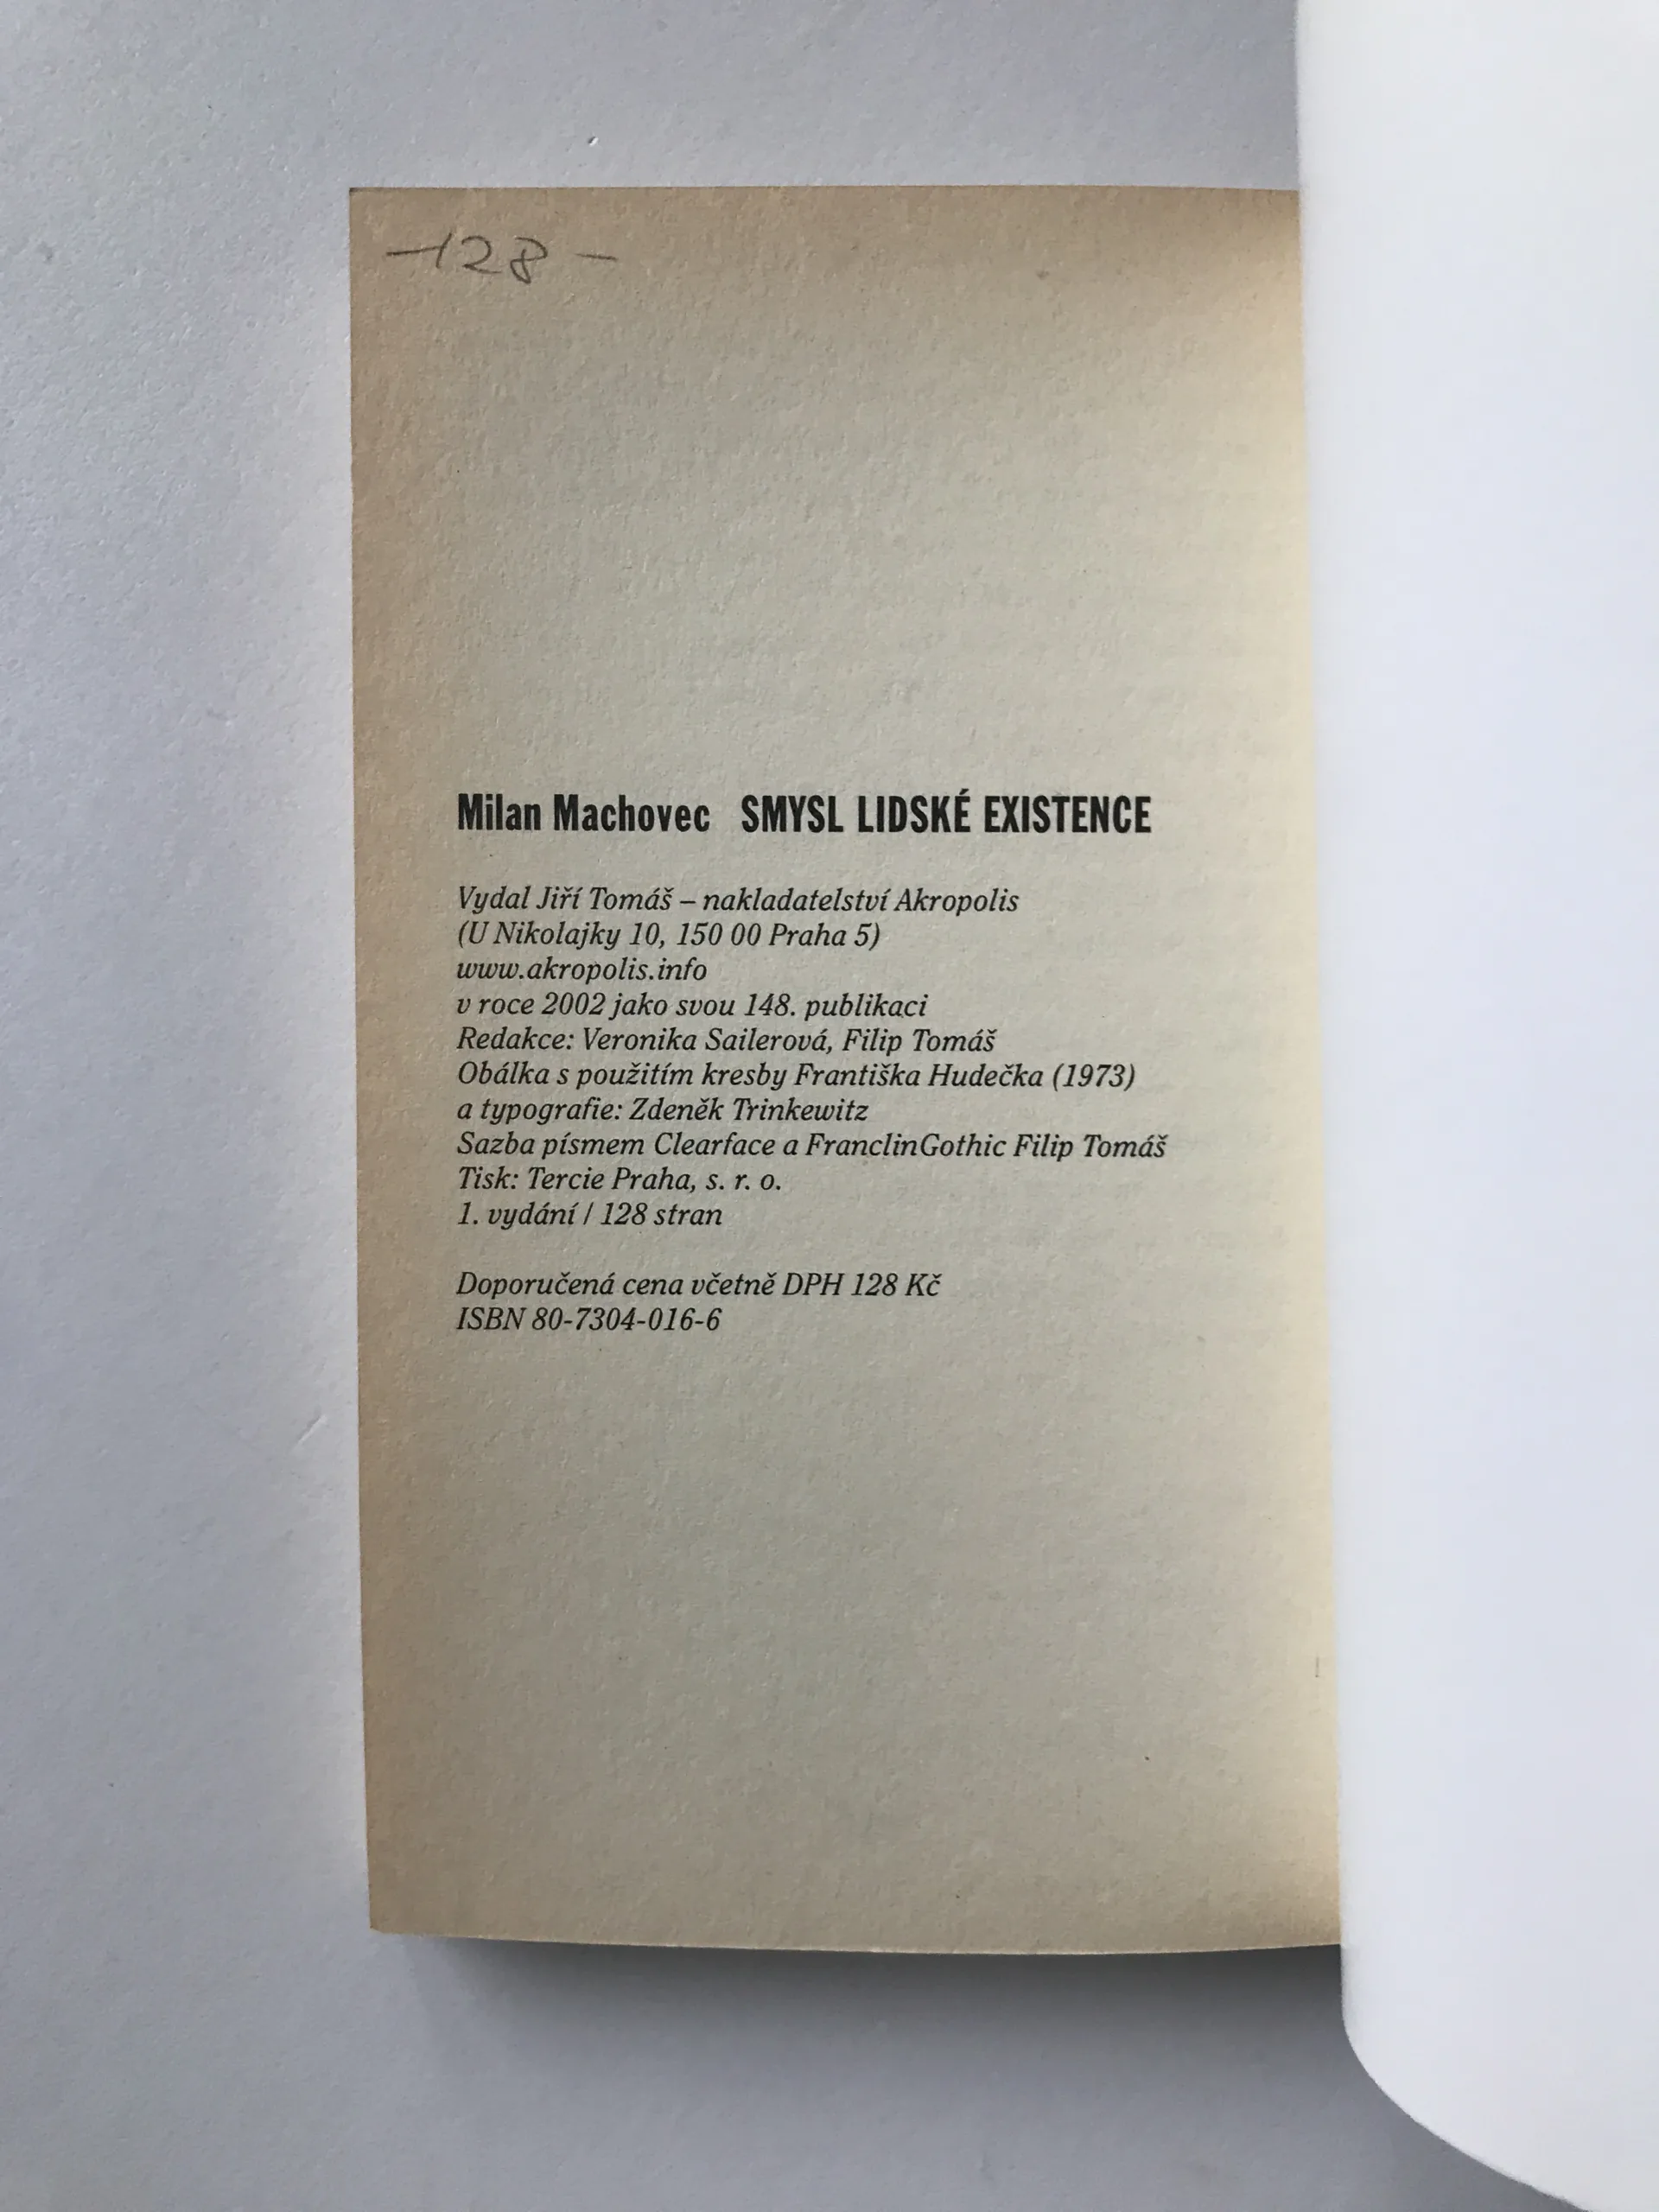 -128-
Milan Machovec SMYSL LIDSKÉ EXISTENCE
Vydal Jiří Tomáš – nakladatelství Akropolis
(U Nikolajky 10, 150 00 Praha 5)
www.akropolis.info
v roce 2002 jako svou 148. publikaci
Redakce: Veronika Sailerová, Filip Tomáš
Obálka s použitím kresby Františka Hudečka (1973)
a typografie: Zdeněk Trinkewitz
Sazba písmem Clearface a FranclinGothic Filip Tomáš
Tisk: Tercie Praha, s. r. o.
1. vydání / 128 stran
Doporučená cena včetně DPH 128 Kč
ISBN 80-7304-016-6